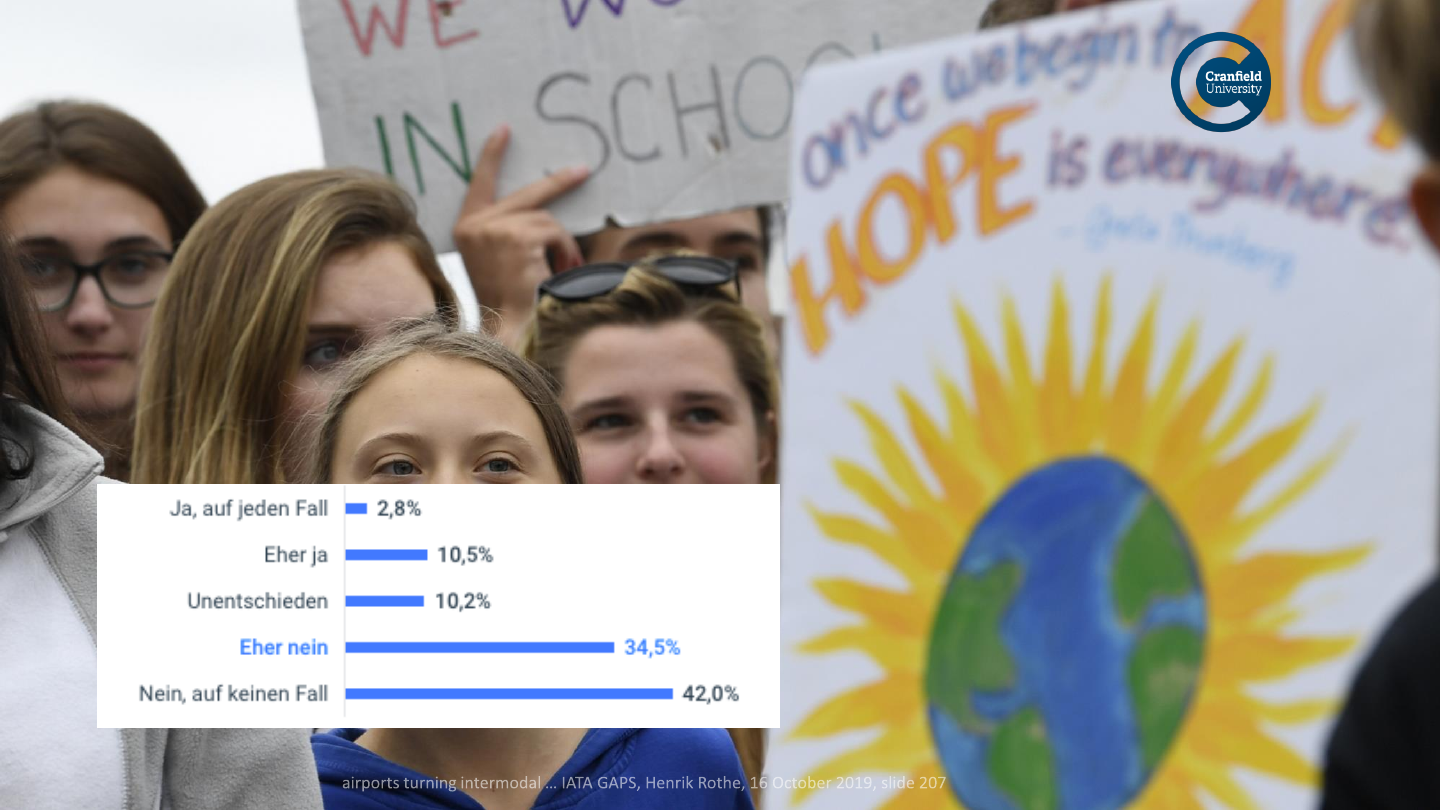 WE
IN SCHO
once we begin to ACT
HOPE is everywhere.
- Greta Thunberg
Cranfield
University
Ja, auf jeden Fall 2,8%
Eher ja 10,5%
Unentschieden 10,2%
Eher nein 34,5%
Nein, auf keinen Fall 42,0%
airports turning intermodal … IATA GAPS, Henrik Rothe, 16 October 2019, slide 207